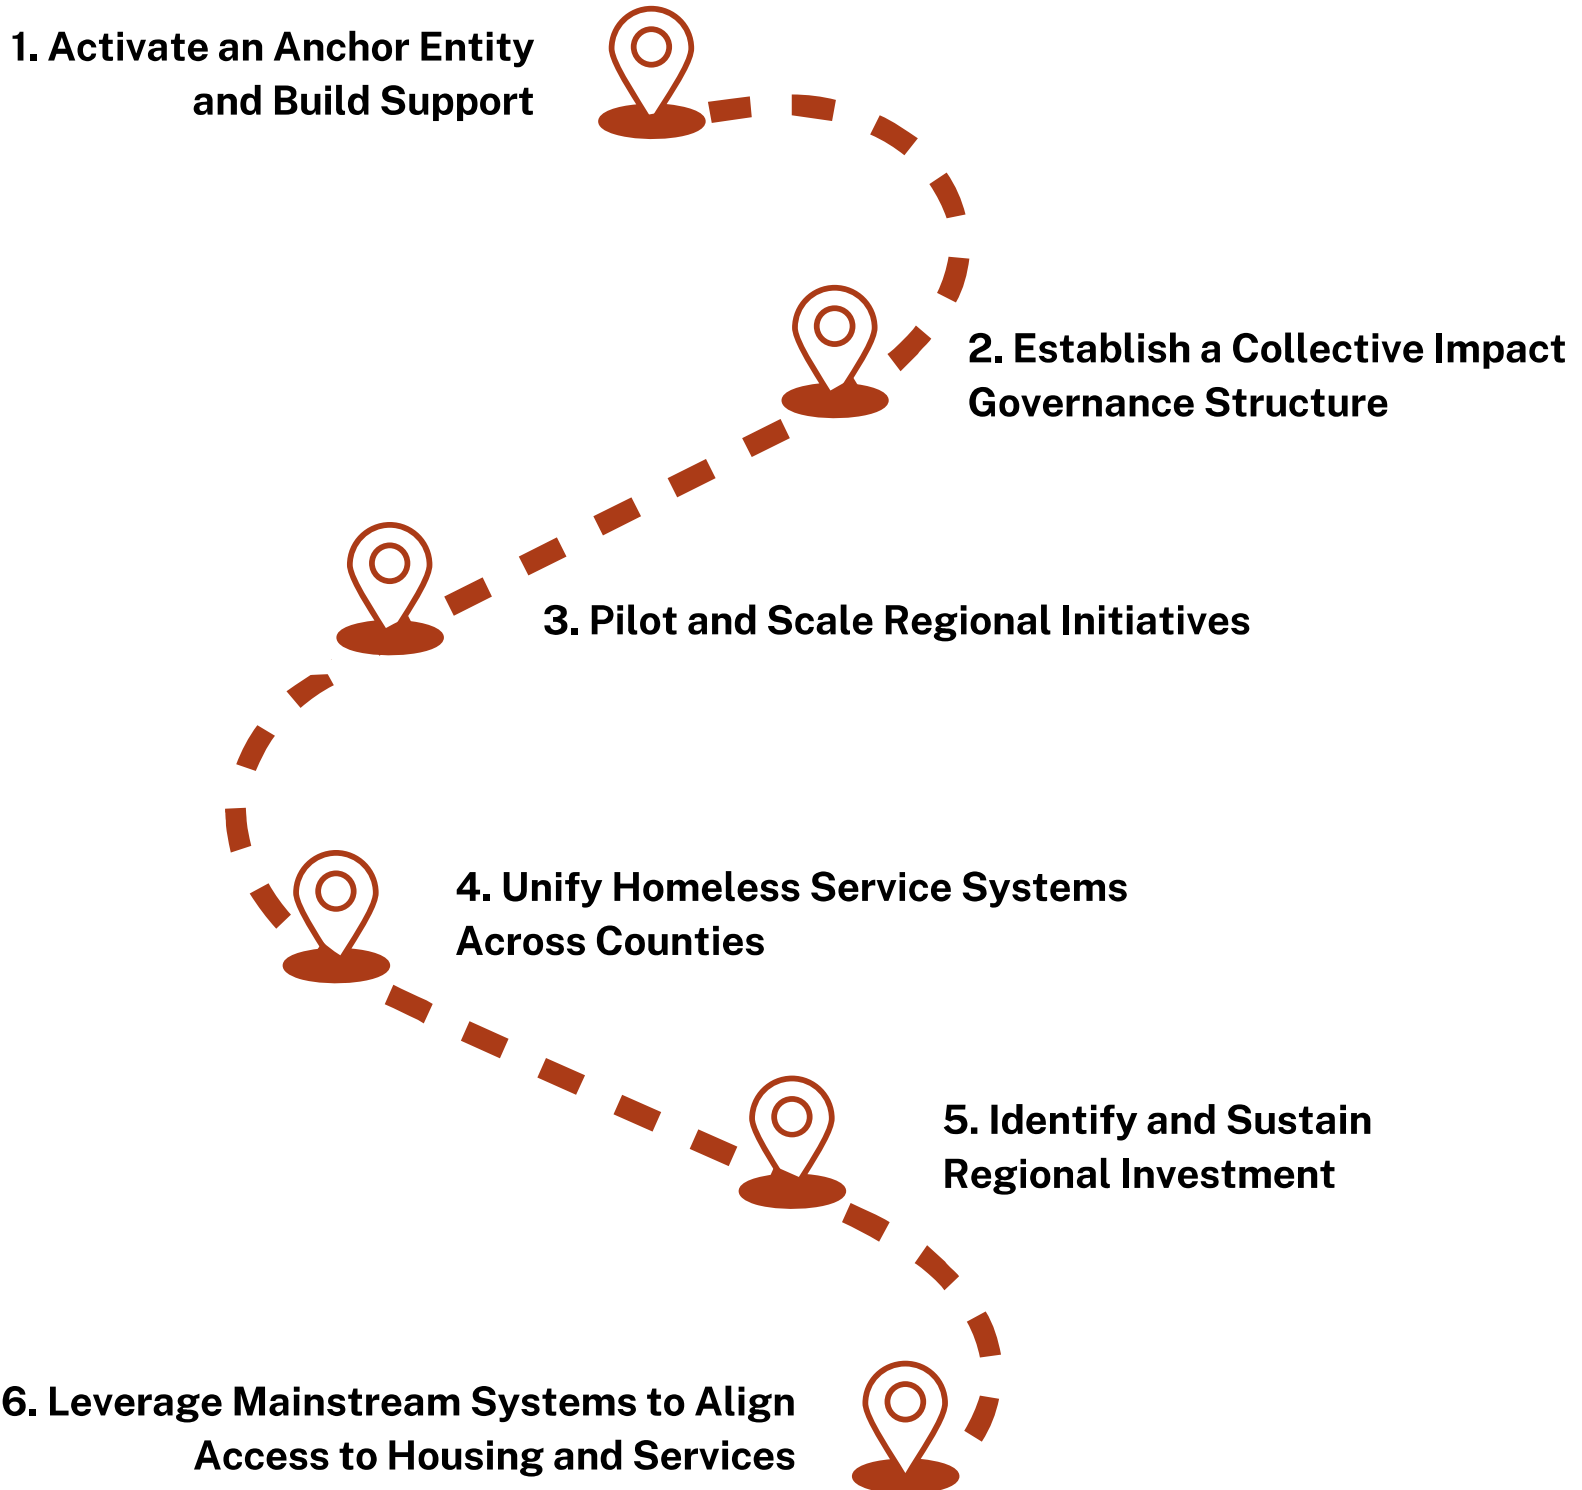 1. Activate an Anchor Entity
and Build Support
2. Establish a Collective Impact
Governance Structure
3. Pilot and Scale Regional Initiatives
4. Unify Homeless Service Systems
Across Counties
5. Identify and Sustain
Regional Investment
6. Leverage Mainstream Systems to Align
Access to Housing and Services